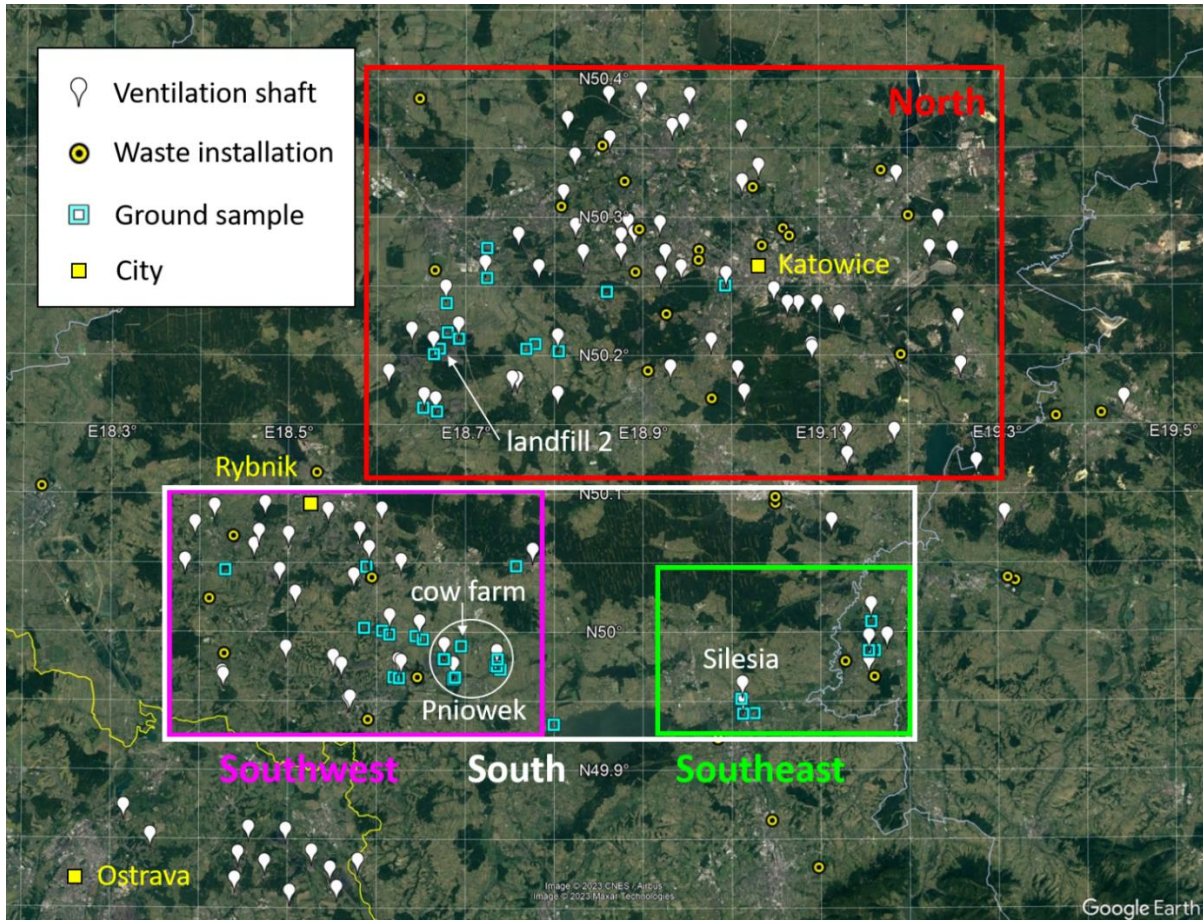 Ventilation shaft
Waste installation
Ground sample
City
N50.4°
North
N50.3°
Katowice
N50.2°
landfill 2
E18.3°
E18.5°
E18.7°
E18.9°
E19.1°
E19.3°
E19.5°
Rybnik
N50.1°
cow farm
N50°
Silesia
Pniowek
Southwest
South
Southeast
N49.9°
Ostrava
Image © 2023 CNES / Airbus
Image © 2023 Maxar Technologies
Google Earth